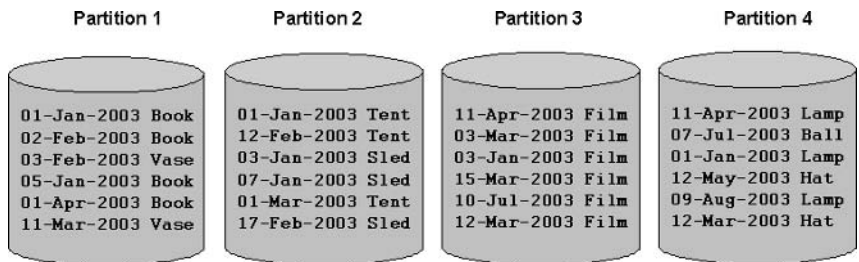 Partition 1
Partition 2
Partition 3
Partition 4
01-Jan-2003 Book
02-Feb-2003 Book
03-Feb-2003 Vase
05-Jan-2003 Book
01-Apr-2003 Book
11-Mar-2003 Vase
01-Jan-2003 Tent
12-Feb-2003 Tent
03-Jan-2003 Sled
07-Jan-2003 Sled
01-Mar-2003 Tent
17-Feb-2003 Sled
11-Apr-2003 Film
03-Mar-2003 Film
03-Jan-2003 Film
15-Mar-2003 Film
10-Jul-2003 Film
12-Mar-2003 Film
11-Apr-2003 Lamp
07-Jul-2003 Ball
01-Jan-2003 Lamp
12-May-2003 Hat
09-Aug-2003 Lamp
12-Mar-2003 Hat